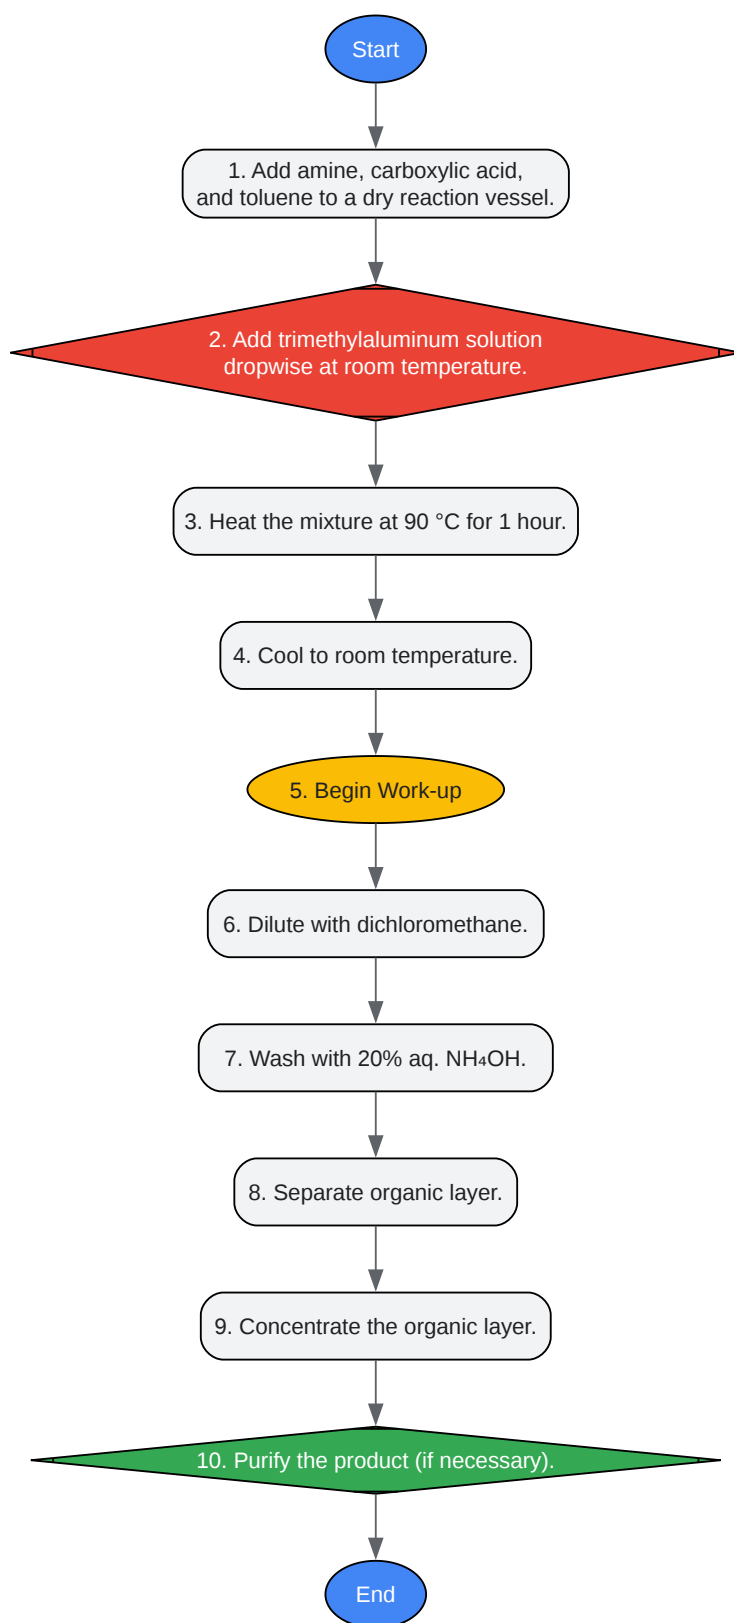 Start
1. Add amine, carboxylic acid,
and toluene to a dry reaction vessel.
2. Add trimethylaluminum solution
dropwise at room temperature.
3. Heat the mixture at 90 °C for 1 hour.
4. Cool to room temperature.
5. Begin Work-up
6. Dilute with dichloromethane.
7. Wash with 20% aq. NH₄OH.
8. Separate organic layer.
9. Concentrate the organic layer.
10. Purify the product (if necessary).
End